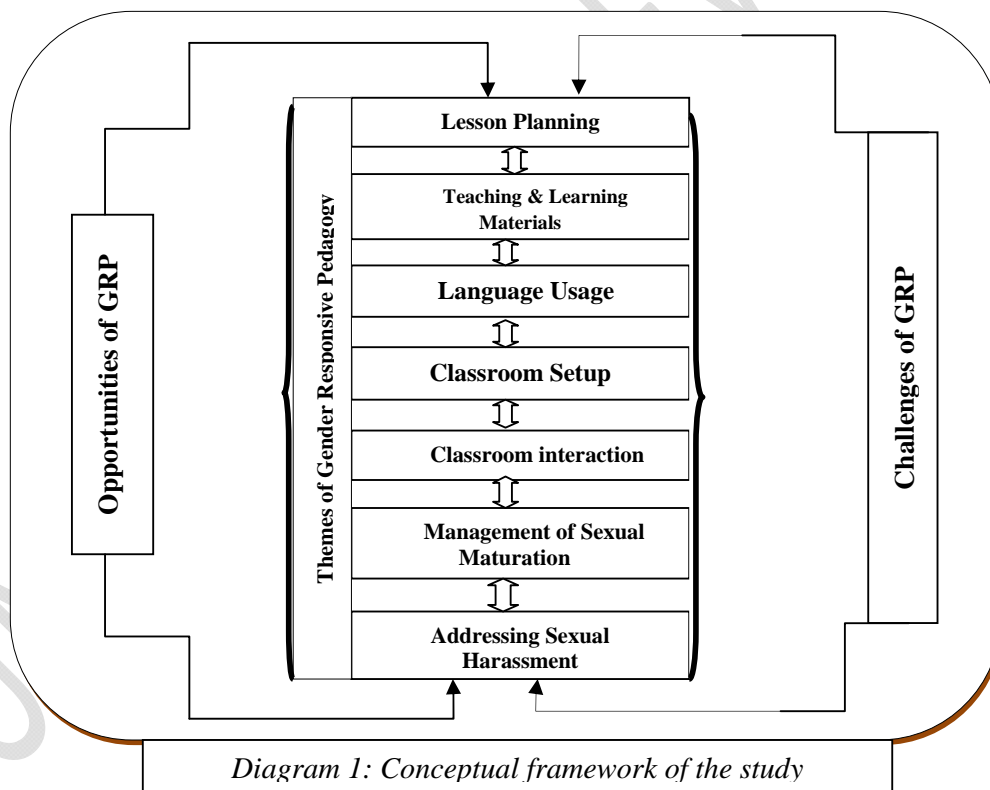 Opportunities of GRP
Themes of Gender Responsive Pedagogy
Lesson Planning
Teaching & Learning
Materials
Language Usage
Classroom Setup
Classroom interaction
Management of Sexual
Maturation
Addressing Sexual
Harassment
Challenges of GRP
Diagram 1: Conceptual framework of the study